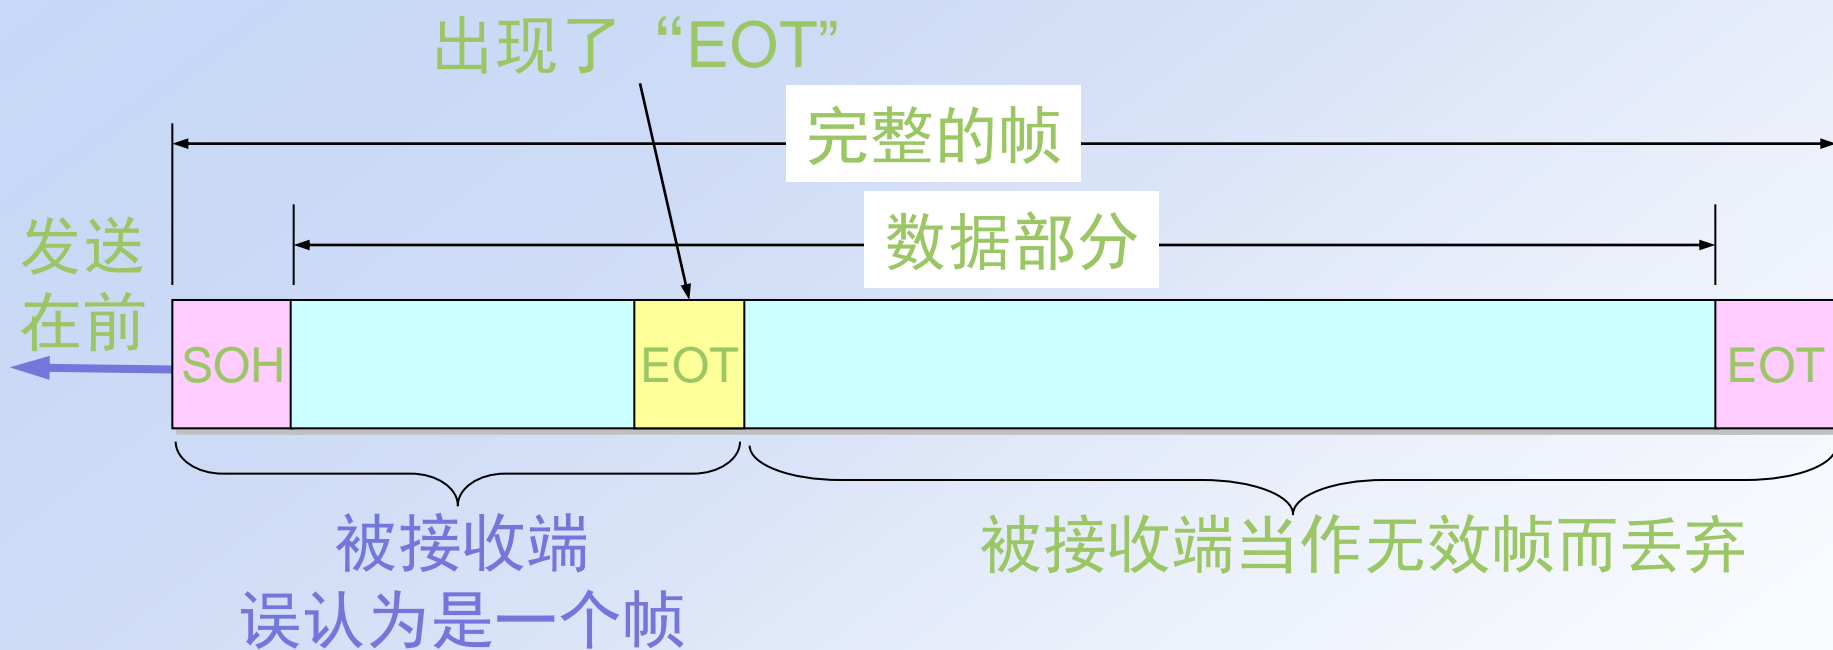 出现了“EOT”
完整的帧
数据部分
发送
在前
SOH
EOT
EOT
被接收端
误认为是一个帧
被接收端当作无效帧而丢弃